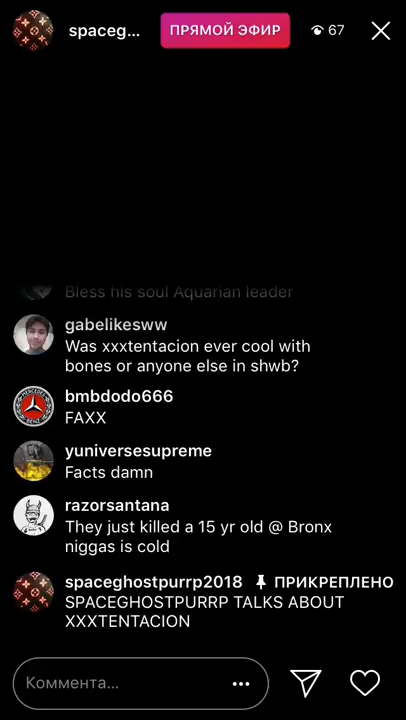 spaceg... ПРЯМОЙ ЭФИР 67
Bless his soul Aquarian leader
gabelikesww
Was xxxtentacion ever cool with
bones or anyone else in shwb?
bmbdodo666
FAXX
yuniversesupreme
Facts damn
razorsantana
They just killed a 15 yr old @ Bronx
niggas is cold
spaceghostpurrp2018 ПРИКРЕПЛЕНО
SPACEGHOSTPURRP TALKS ABOUT
XXXTENTACION
Коммента...